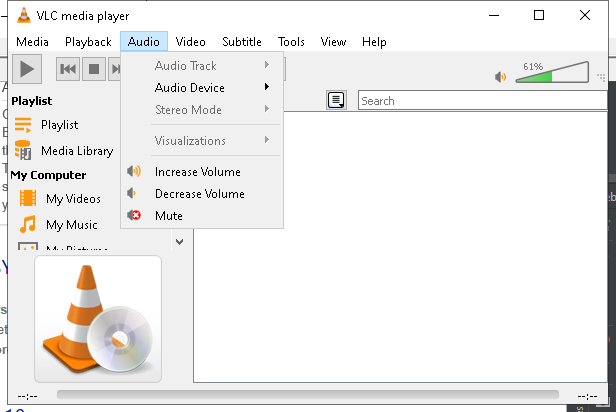 VLC media player
Media Playback Audio Video Subtitle Tools View Help
61%
Audio Track
Audio Device
Stereo Mode
Visualizations
Increase Volume
Decrease Volume
Mute
Search
Playlist
Playlist
Media Library
My Computer
My Videos
My Music
My Pictures
--:-- --:--